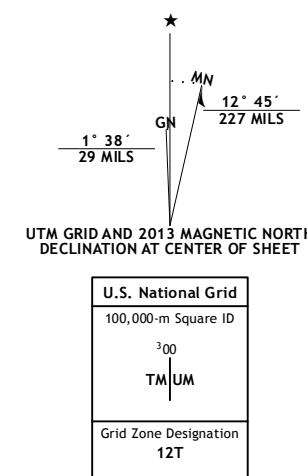 ★
MN
GN
1° 38´
29 MILS
12° 45´
227 MILS
UTM GRID AND 2013 MAGNETIC NORTH
DECLINATION AT CENTER OF SHEET
U.S. National Grid
100,000-m Square ID
³00
TM UM
Grid Zone Designation
12T